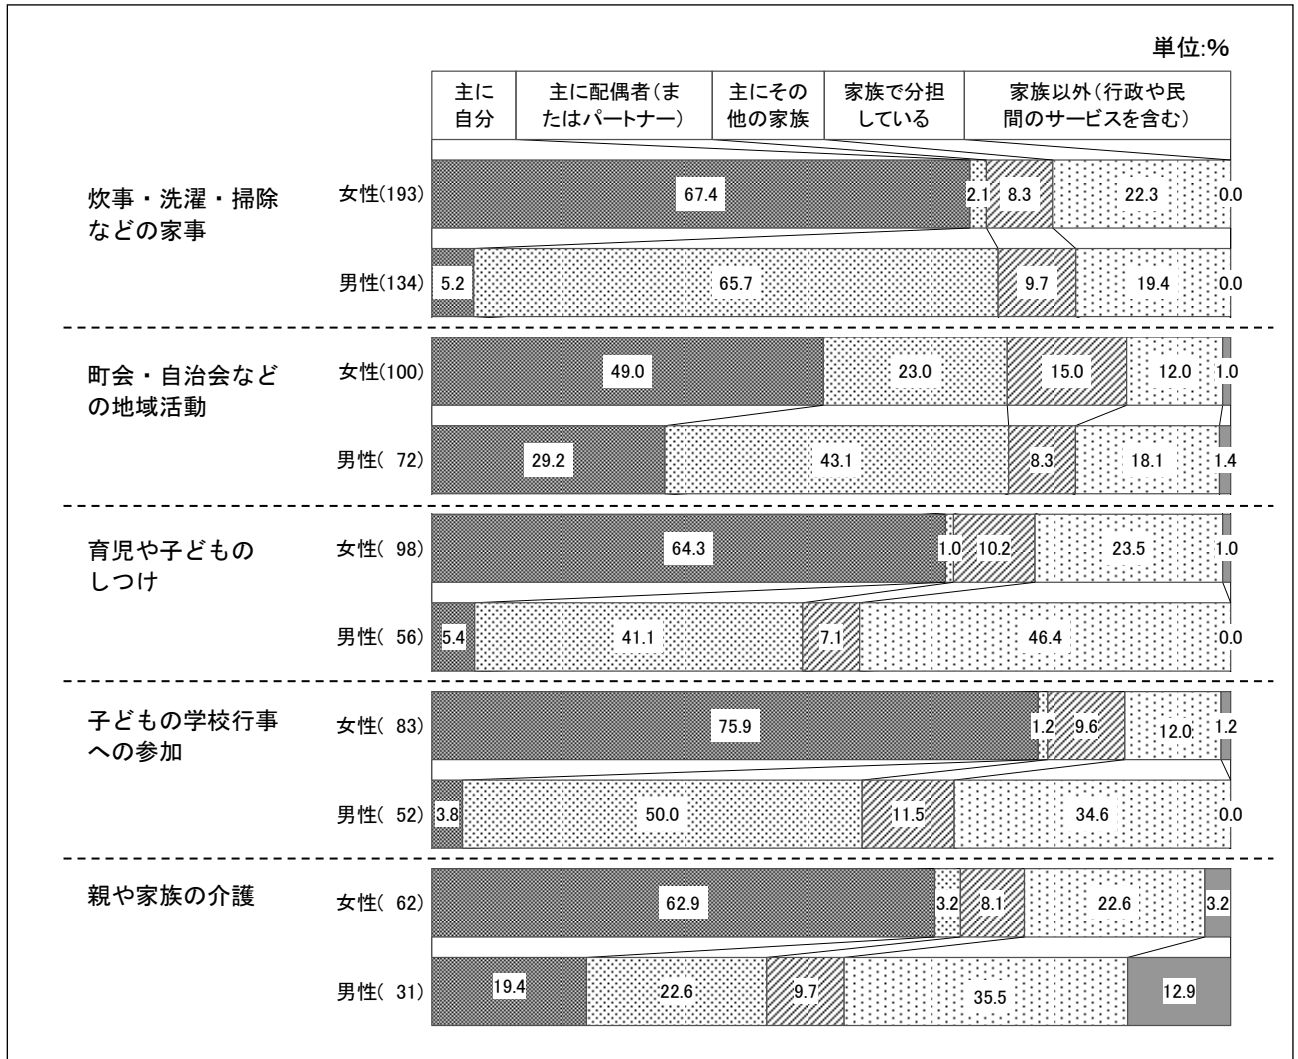 単位:%
主に
自分
主に配偶者(ま
たはパートナー)
主にその
他の家族
家族で分担
している
家族以外(行政や民
間のサービスを含む)
炊事・洗濯・掃除
などの家事
女性(193)
67.4
2.1
8.3
22.3
0.0
男性(134)
5.2
65.7
9.7
19.4
0.0
町会・自治会など
の地域活動
女性(100)
49.0
23.0
15.0
12.0
1.0
男性( 72)
29.2
43.1
8.3
18.1
1.4
育児や子どもの
しつけ
女性( 98)
64.3
1.0
10.2
23.5
1.0
男性( 56)
5.4
41.1
7.1
46.4
0.0
子どもの学校行事
への参加
女性( 83)
75.9
1.2
9.6
12.0
1.2
男性( 52)
3.8
50.0
11.5
34.6
0.0
親や家族の介護
女性( 62)
62.9
3.2
8.1
22.6
3.2
男性( 31)
19.4
22.6
9.7
35.5
12.9